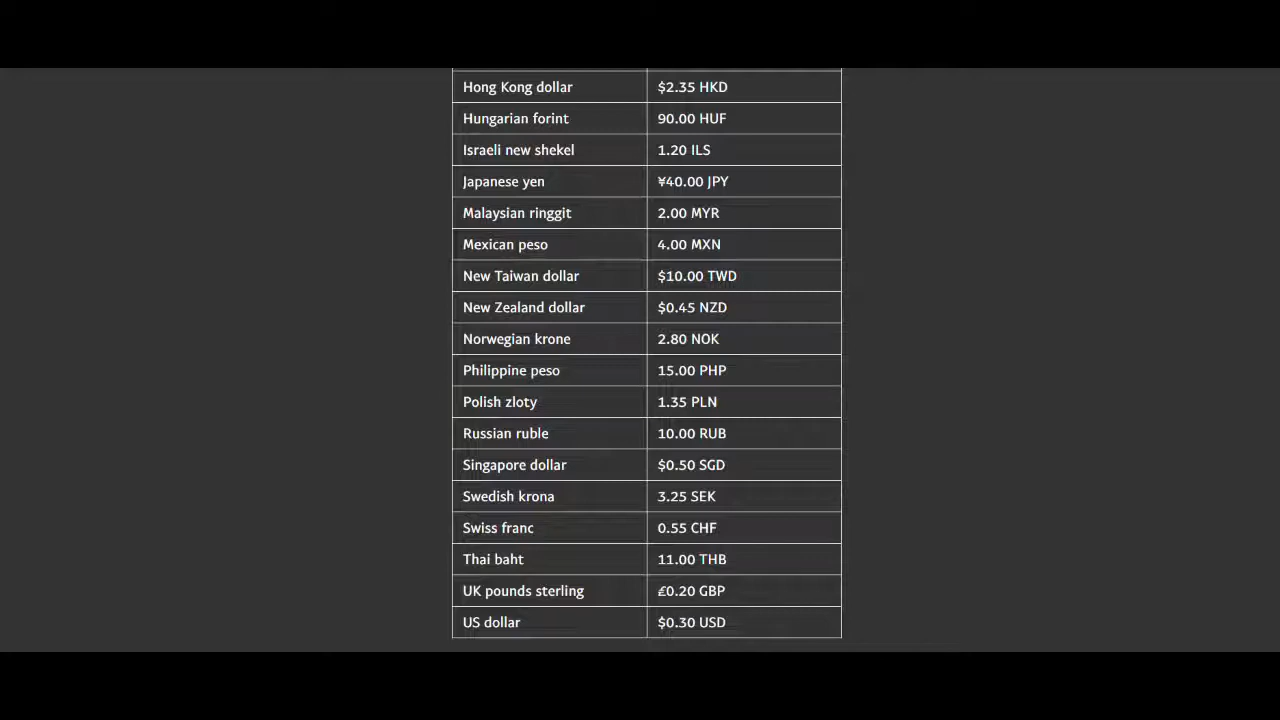 Hong Kong dollar $2.35 HKD
Hungarian forint 90.00 HUF
Israeli new shekel 1.20 ILS
Japanese yen ¥40.00 JPY
Malaysian ringgit 2.00 MYR
Mexican peso 4.00 MXN
New Taiwan dollar $10.00 TWD
New Zealand dollar $0.45 NZD
Norwegian krone 2.80 NOK
Philippine peso 15.00 PHP
Polish zloty 1.35 PLN
Russian ruble 10.00 RUB
Singapore dollar $0.50 SGD
Swedish krona 3.25 SEK
Swiss franc 0.55 CHF
Thai baht 11.00 THB
UK pounds sterling £0.20 GBP
US dollar $0.30 USD